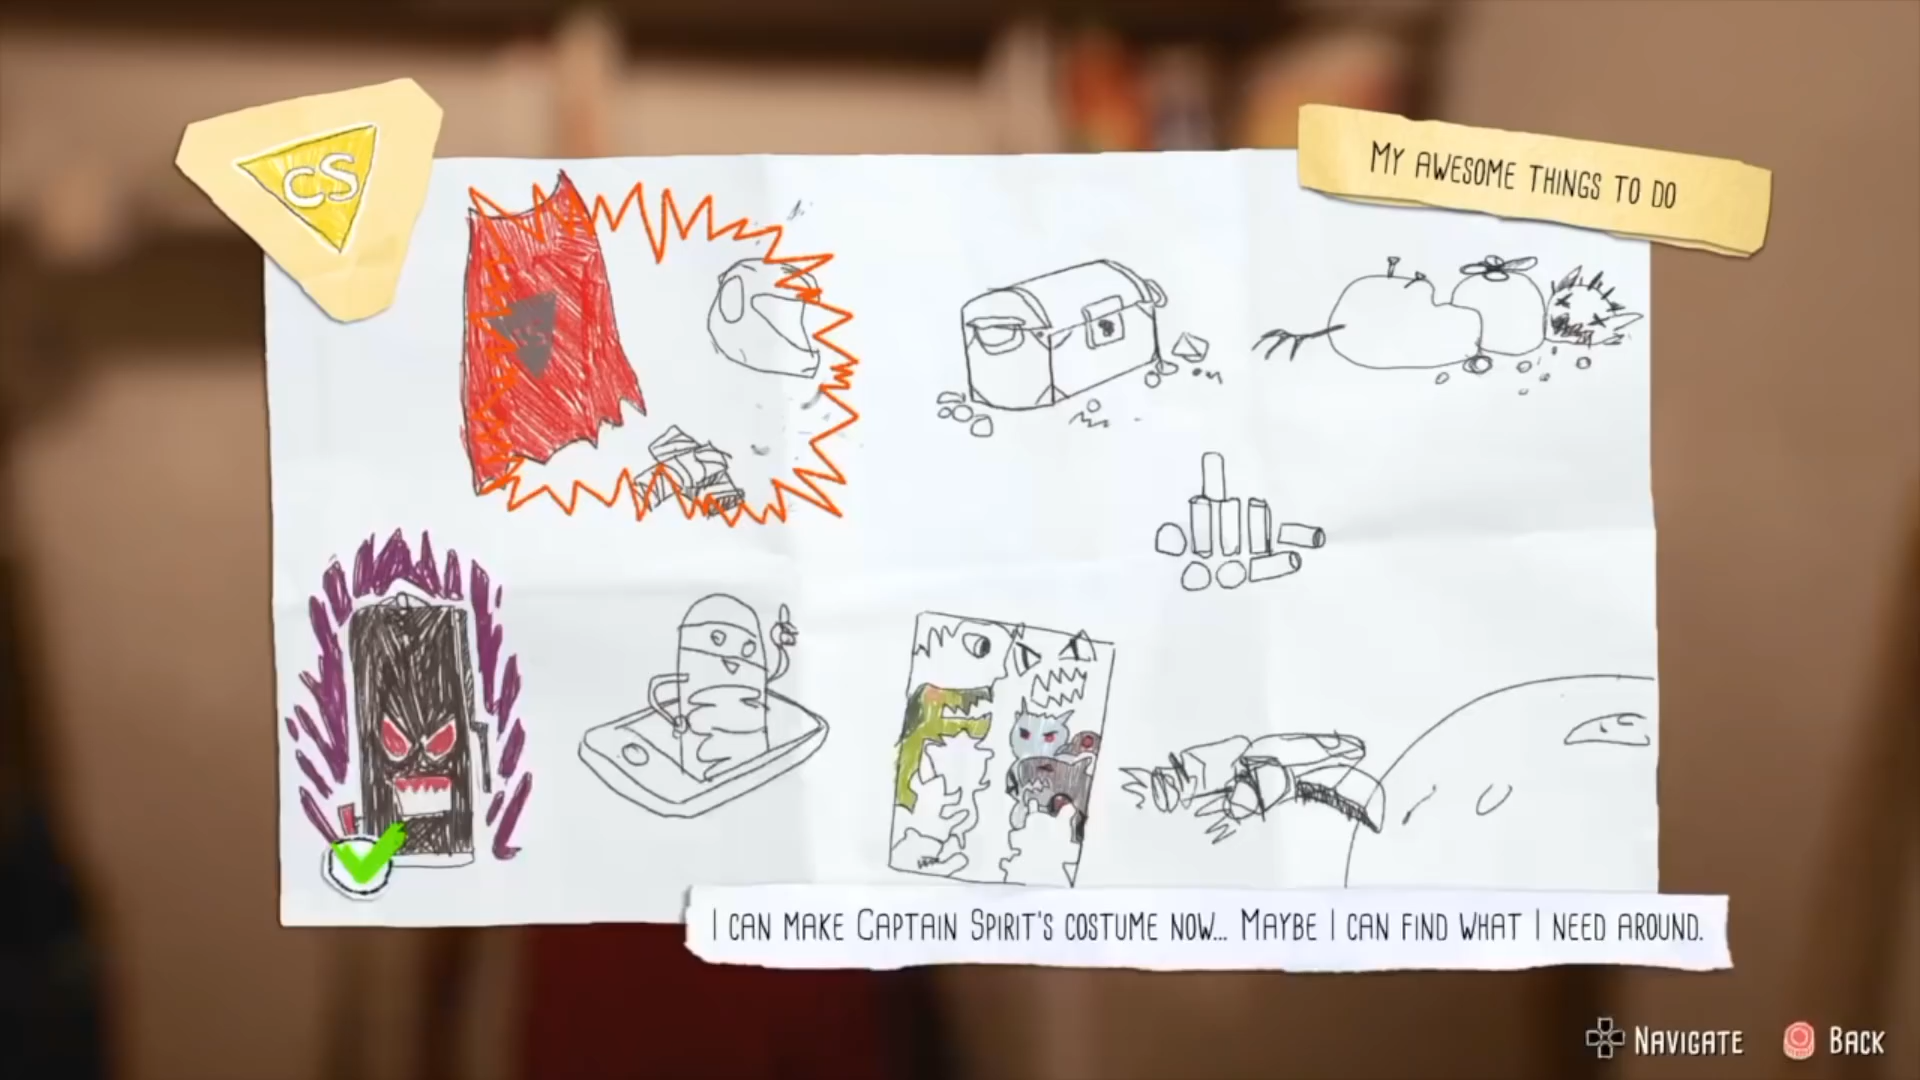 CS
MY AWESOME THINGS TO DO
I CAN MAKE CAPTAIN SPIRIT'S COSTUME NOW... MAYBE I CAN FIND WHAT I NEED AROUND.
NAVIGATE
BACK